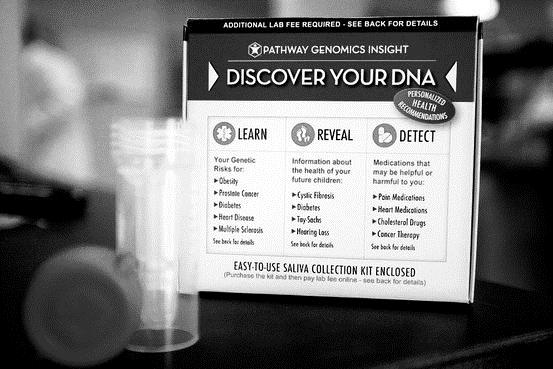 ADDITIONAL LAB FEE REQUIRED - SEE BACK FOR DETAILS
PATHWAY GENOMICS INSIGHT
DISCOVER YOUR DNA
PERSONALIZED
HEALTH
RECOMMENDATIONS
LEARN
Your Genetic
Risks for:
Obesity
Prostate Cancer
Diabetes
Heart Disease
Multiple Sclerosis
See back for details
REVEAL
Information about
the health of your
future children:
Cystic Fibrosis
Diabetes
Tay-Sachs
Hearing Loss
See back for details
DETECT
Medications that
may be helpful or
harmful to you:
Pain Medications
Heart Medications
Cholesterol Drugs
Cancer Therapy
See back for details
EASY-TO-USE SALIVA COLLECTION KIT ENCLOSED
(Purchase the kit and then pay lab fee online - see back for details)